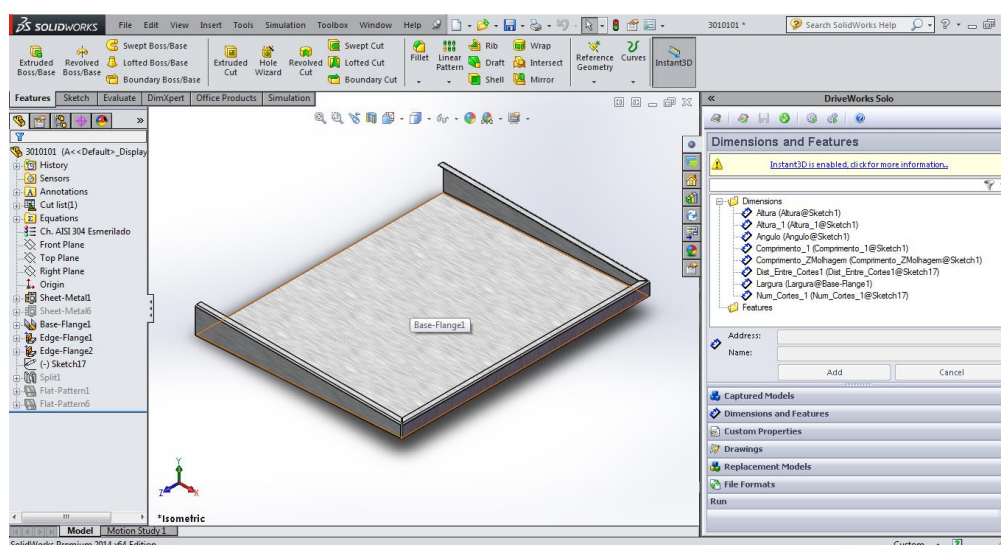 SOLIDWORKS File Edit View Insert Tools Simulation Toolbox Window Help 3010101 * Search SolidWorks Help
Extruded Boss/Base
Revolved Boss/Base
Swept Boss/Base
Lofted Boss/Base
Boundary Boss/Base
Extruded Cut
Hole Wizard
Revolved Cut
Swept Cut
Lofted Cut
Boundary Cut
Fillet
Linear Pattern
Rib
Draft
Shell
Wrap
Intersect
Mirror
Reference Geometry
Curves
Instant3D
Features Sketch Evaluate DimXpert Office Products Simulation
3010101 (A<<Default>_Display
History
Sensors
Annotations
Cut list(1)
Equations
Ch. AISI 304 Esmerilado
Front Plane
Top Plane
Right Plane
Origin
Sheet-Metal1
Sheet-Metal6
Base-Flange1
Edge-Flange1
Edge-Flange2
(-) Sketch17
Split1
Flat-Pattern1
Flat-Pattern6
Base-Flange1
Y
Z
X
*Isometric
Model Motion Study 1
SolidWorks Premium 2014 x64 Edition
Custom
DriveWorks Solo
Dimensions and Features
Instant3D is enabled, click for more information...
Dimensions
Altura (Altura@Sketch1)
Altura_1 (Altura_1@Sketch1)
Angulo (Angulo@Sketch1)
Comprimento_1 (Comprimento_1@Sketch1)
Comprimento_ZMolhagem (Comprimento_ZMolhagem@Sketch1)
Dist_Entre_Cortes1 (Dist_Entre_Cortes1@Sketch17)
Largura (Largura@Base-Flange1)
Num_Cortes_1 (Num_Cortes_1@Sketch17)
Features
Address:
Name:
Add Cancel
Captured Models
Dimensions and Features
Custom Properties
Drawings
Replacement Models
File Formats
Run